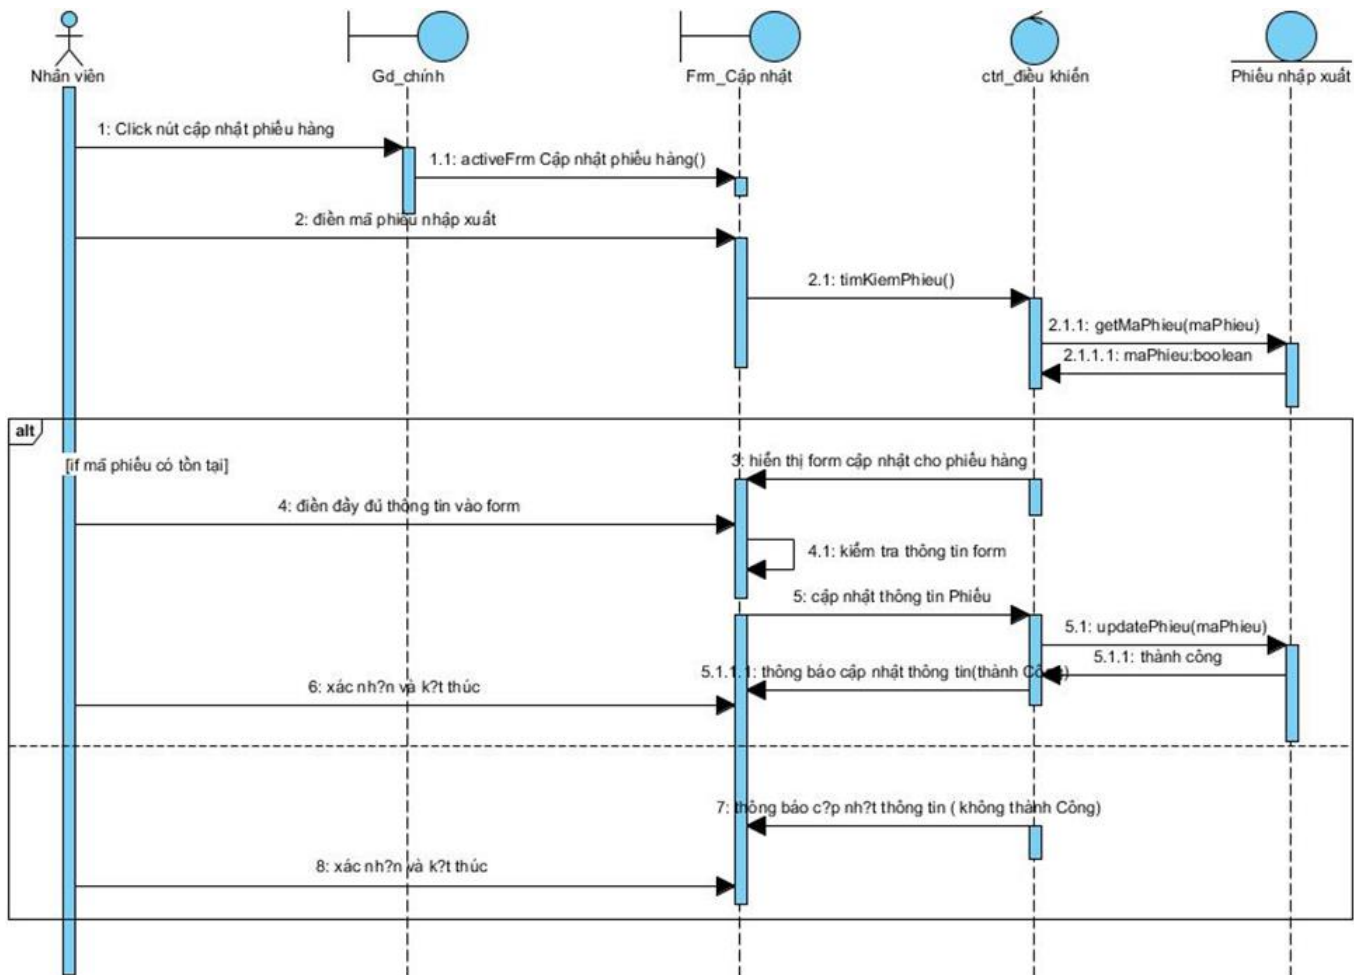 Nhân viên
Gd_chính
Frm_Cập nhật
ctrl_điều khiển
Phiếu nhập xuất
1: Click nút cập nhật phiếu hàng
1.1: activeFrm Cập nhật phiếu hàng()
2: điền mã phiếu nhập xuất
2.1: timKiemPhieu()
2.1.1: getMaPhieu(maPhieu)
2.1.1.1: maPhieu:boolean
alt
[if mã phiếu có tồn tại]
3: hiển thị form cập nhật cho phiếu hàng
4: điền đầy đủ thông tin vào form
4.1: kiểm tra thông tin form
5: cập nhật thông tin Phiếu
5.1: updatePhieu(maPhieu)
5.1.1: thành công
5.1.1.1: thông báo cập nhật thông tin(thành Công)
6: xác nh?n và k?t thúc
7: thông báo c?p nh?t thông tin ( không thành Công)
8: xác nh?n và k?t thúc